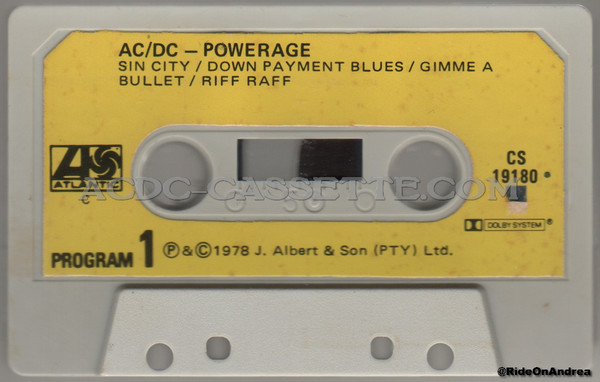 AC/DC — POWERAGE
SIN CITY / DOWN PAYMENT BLUES / GIMME A
BULLET / RIFF RAFF
ATLANTIC
CS
19180
ACDC-CASSETTE.COM
DOLBY SYSTEM®
PROGRAM 1 ℗ & © 1978 J. Albert & Son (PTY) Ltd.
@RideOnAndrea